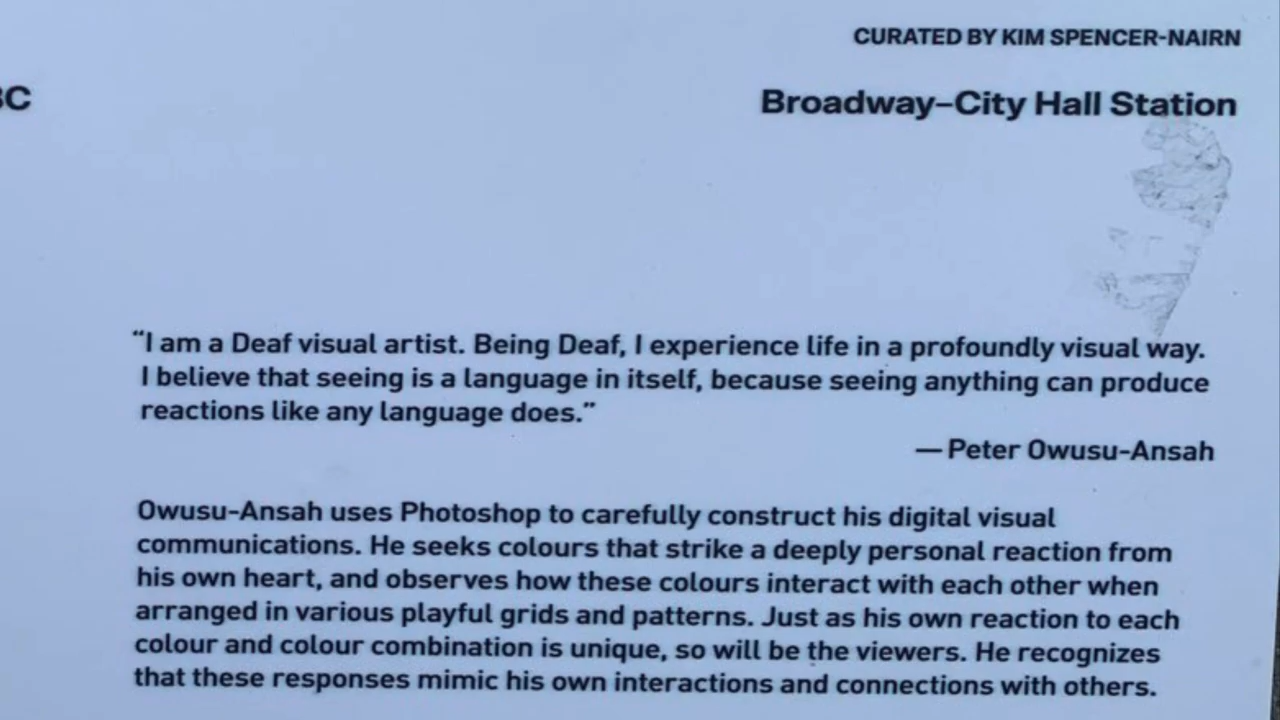 CURATED BY KIM SPENCER-NAIRN
Broadway–City Hall Station
“I am a Deaf visual artist. Being Deaf, I experience life in a profoundly visual way.
I believe that seeing is a language in itself, because seeing anything can produce
reactions like any language does.”
— Peter Owusu-Ansah
Owusu-Ansah uses Photoshop to carefully construct his digital visual
communications. He seeks colours that strike a deeply personal reaction from
his own heart, and observes how these colours interact with each other when
arranged in various playful grids and patterns. Just as his own reaction to each
colour and colour combination is unique, so will be the viewers. He recognizes
that these responses mimic his own interactions and connections with others.